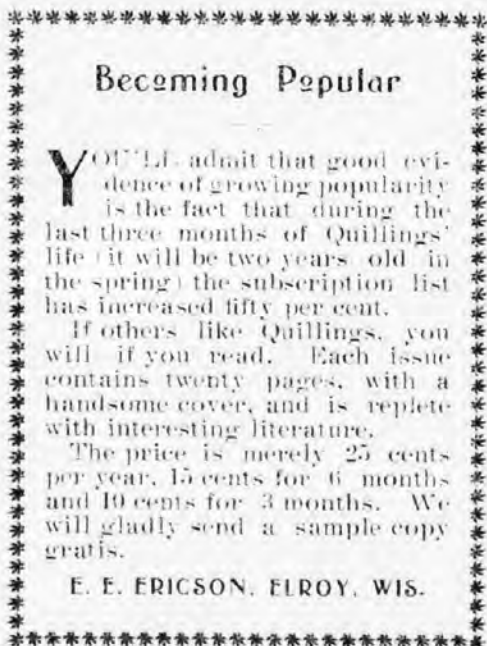 Becoming Popular
YOU'LL admit that good evi-
dence of growing popularity
is the fact that during the
last three months of Quillings'
life (it will be two years old in
the spring) the subscription list
has increased fifty per cent.
If others like Quillings, you
will if you read. Each issue
contains twenty pages, with a
handsome cover, and is replete
with interesting literature.
The price is merely 25 cents
per year, 15 cents for 6 months
and 10 cents for 3 months. We
will gladly send a sample copy
gratis.
E. E. ERICSON, ELROY, WIS.